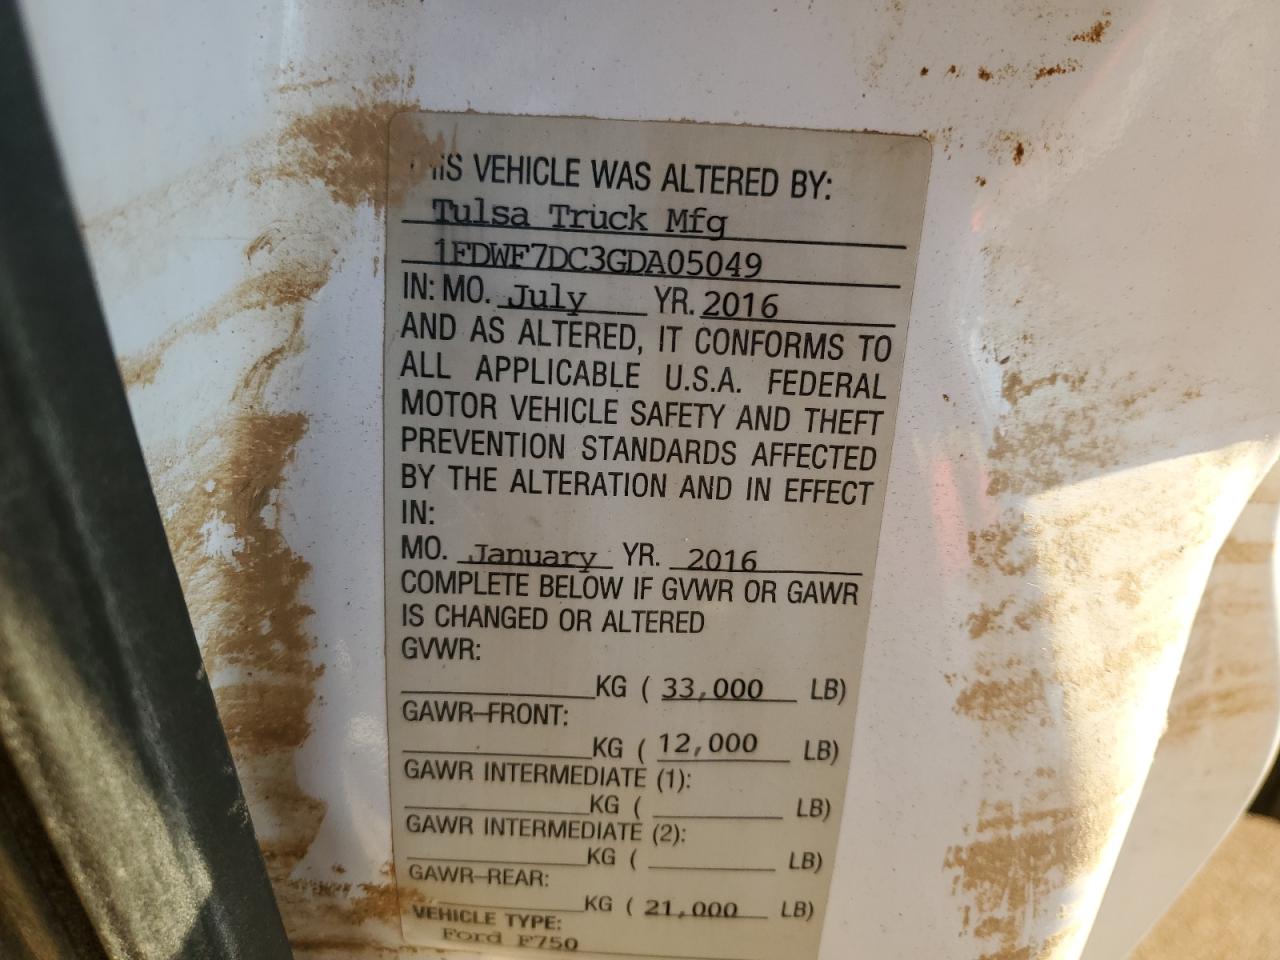 THIS VEHICLE WAS ALTERED BY:
Tulsa Truck Mfg
1FDWF7DC3GDA05049
IN: MO. July YR. 2016
AND AS ALTERED, IT CONFORMS TO
ALL APPLICABLE U.S.A. FEDERAL
MOTOR VEHICLE SAFETY AND THEFT
PREVENTION STANDARDS AFFECTED
BY THE ALTERATION AND IN EFFECT
IN:
MO. January YR. 2016
COMPLETE BELOW IF GVWR OR GAWR
IS CHANGED OR ALTERED
GVWR:
KG ( 33,000 LB)
GAWR-FRONT:
KG ( 12,000 LB)
GAWR INTERMEDIATE (1):
KG ( LB)
GAWR INTERMEDIATE (2):
KG ( LB)
GAWR-REAR:
KG ( 21,000 LB)
VEHICLE TYPE:
Ford F750